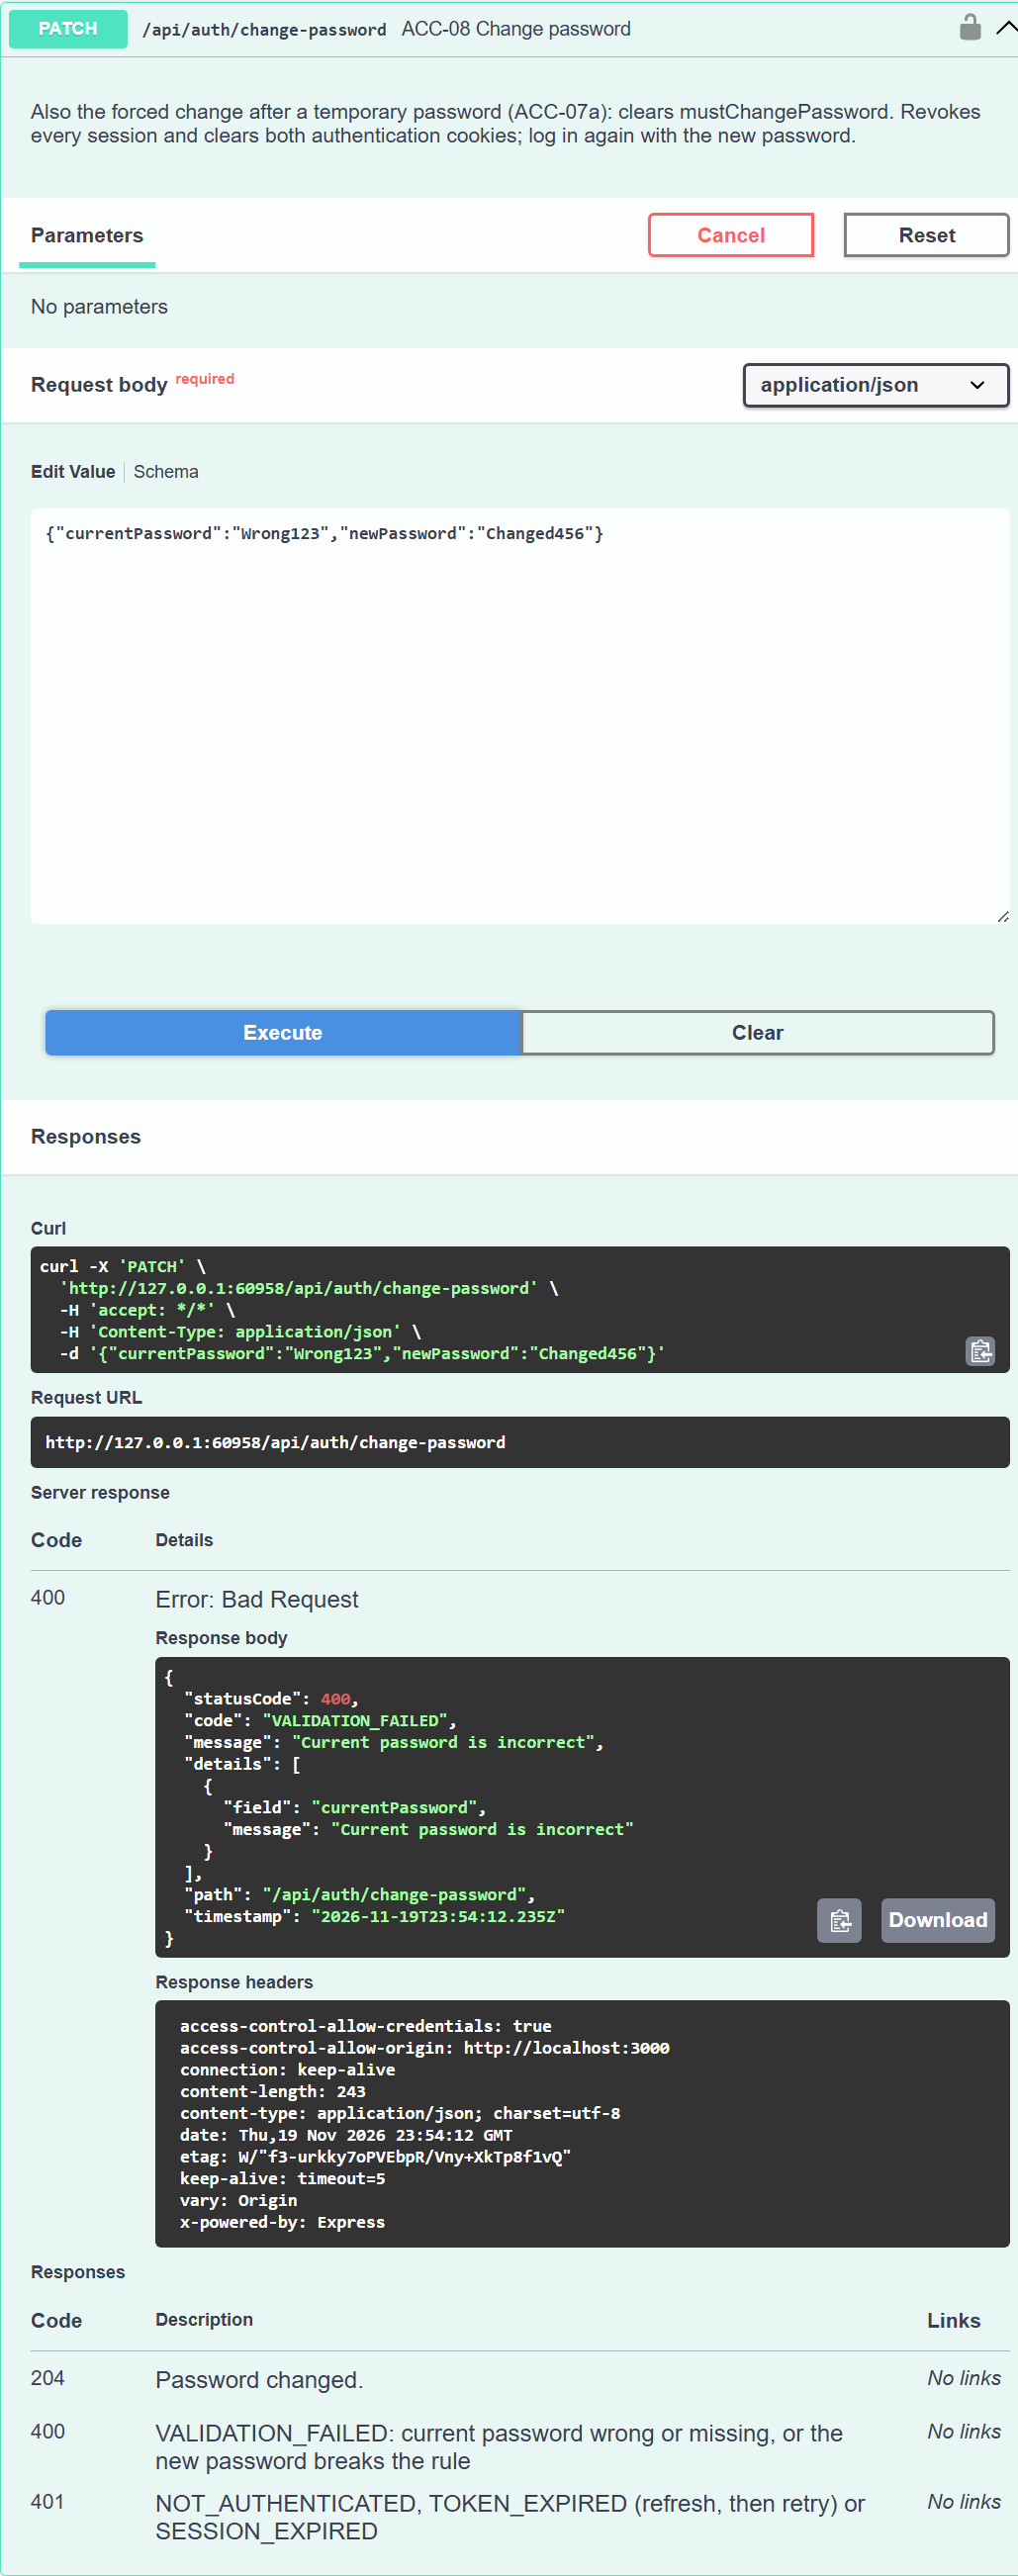 PATCH /api/auth/change-password ACC-08 Change password
Also the forced change after a temporary password (ACC-07a): clears mustChangePassword. Revokes
every session and clears both authentication cookies; log in again with the new password.
Parameters
Cancel
Reset
No parameters
Request body required
application/json
Edit Value
Schema
{"currentPassword":"Wrong123","newPassword":"Changed456"}
Execute
Clear
Responses
Curl
curl -X 'PATCH' \
'http://127.0.0.1:60958/api/auth/change-password' \
-H 'accept: */*' \
-H 'Content-Type: application/json' \
-d '{"currentPassword":"Wrong123","newPassword":"Changed456"}'
Request URL
http://127.0.0.1:60958/api/auth/change-password
Server response
Code Details
400 Error: Bad Request
Response body
{
"statusCode": 400,
"code": "VALIDATION_FAILED",
"message": "Current password is incorrect",
"details": [
{
"field": "currentPassword",
"message": "Current password is incorrect"
}
],
"path": "/api/auth/change-password",
"timestamp": "2026-11-19T23:54:12.235Z"
}
Download
Response headers
access-control-allow-credentials: true
access-control-allow-origin: http://localhost:3000
connection: keep-alive
content-length: 243
content-type: application/json; charset=utf-8
date: Thu,19 Nov 2026 23:54:12 GMT
etag: W/"f3-urkky7oPVEbpR/Vny+XkTp8f1vQ"
keep-alive: timeout=5
vary: Origin
x-powered-by: Express
Responses
Code Description Links
204 Password changed. No links
400 VALIDATION_FAILED: current password wrong or missing, or the No links
new password breaks the rule
401 NOT_AUTHENTICATED, TOKEN_EXPIRED (refresh, then retry) or No links
SESSION_EXPIRED